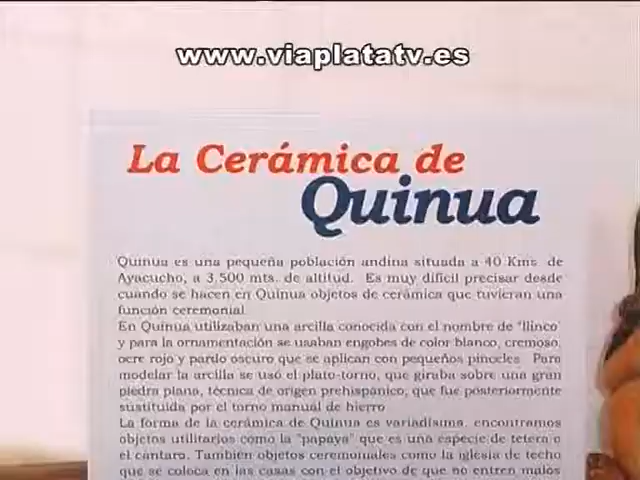 www.viaplatatv.es
La Cerámica de
Quinua
Quinua es una pequeña población andina situada a 40 Kms. de
Ayacucho, a 3.500 mts. de altitud. Es muy difícil precisar desde
cuando se hacen en Quinua objetos de cerámica que tuvieran una
función ceremonial.
En Quinua utilizaban una arcilla conocida con el nombre de "llinco"
y para la ornamentación se usaban engobes de color blanco, cremoso,
ocre rojo y pardo oscuro que se aplican con pequeños pinceles. Para
modelar la arcilla se usó el plato-torno, que giraba sobre una gran
piedra plana, técnica de origen prehispánico, que fue posteriormente
sustituida por el torno manual de hierro.
La forma de la cerámica de Quinua es variadísima, encontramos
objetos utilitarios como la "papaya" que es una especie de tetera o
el cántaro. También objetos ceremoniales como la iglesia de techo
que se coloca en las casas con el objetivo de que no entren malos